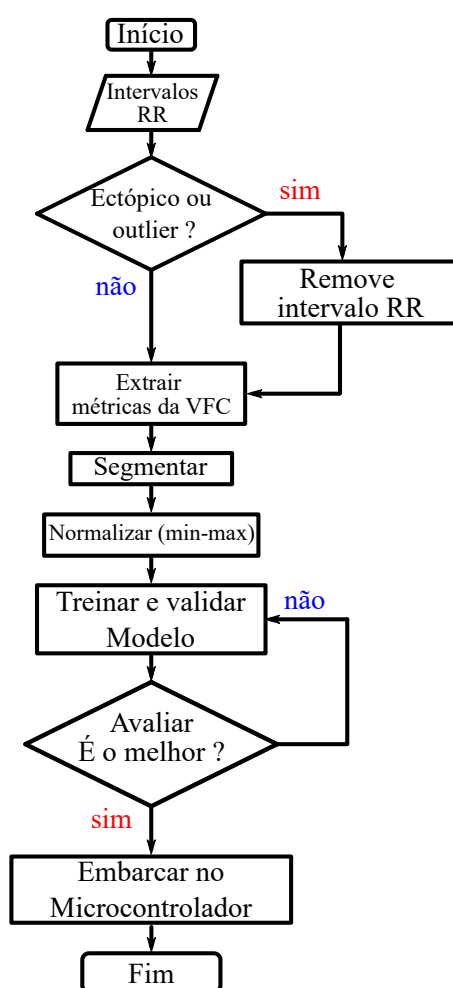 Início
Intervalos
RR
Ectópico ou
outlier ?
sim
não
Remove
intervalo RR
Extrair
métricas da VFC
Segmentar
Normalizar (min-max)
Treinar e validar
Modelo
não
Avaliar
É o melhor ?
sim
Embarcar no
Microcontrolador
Fim